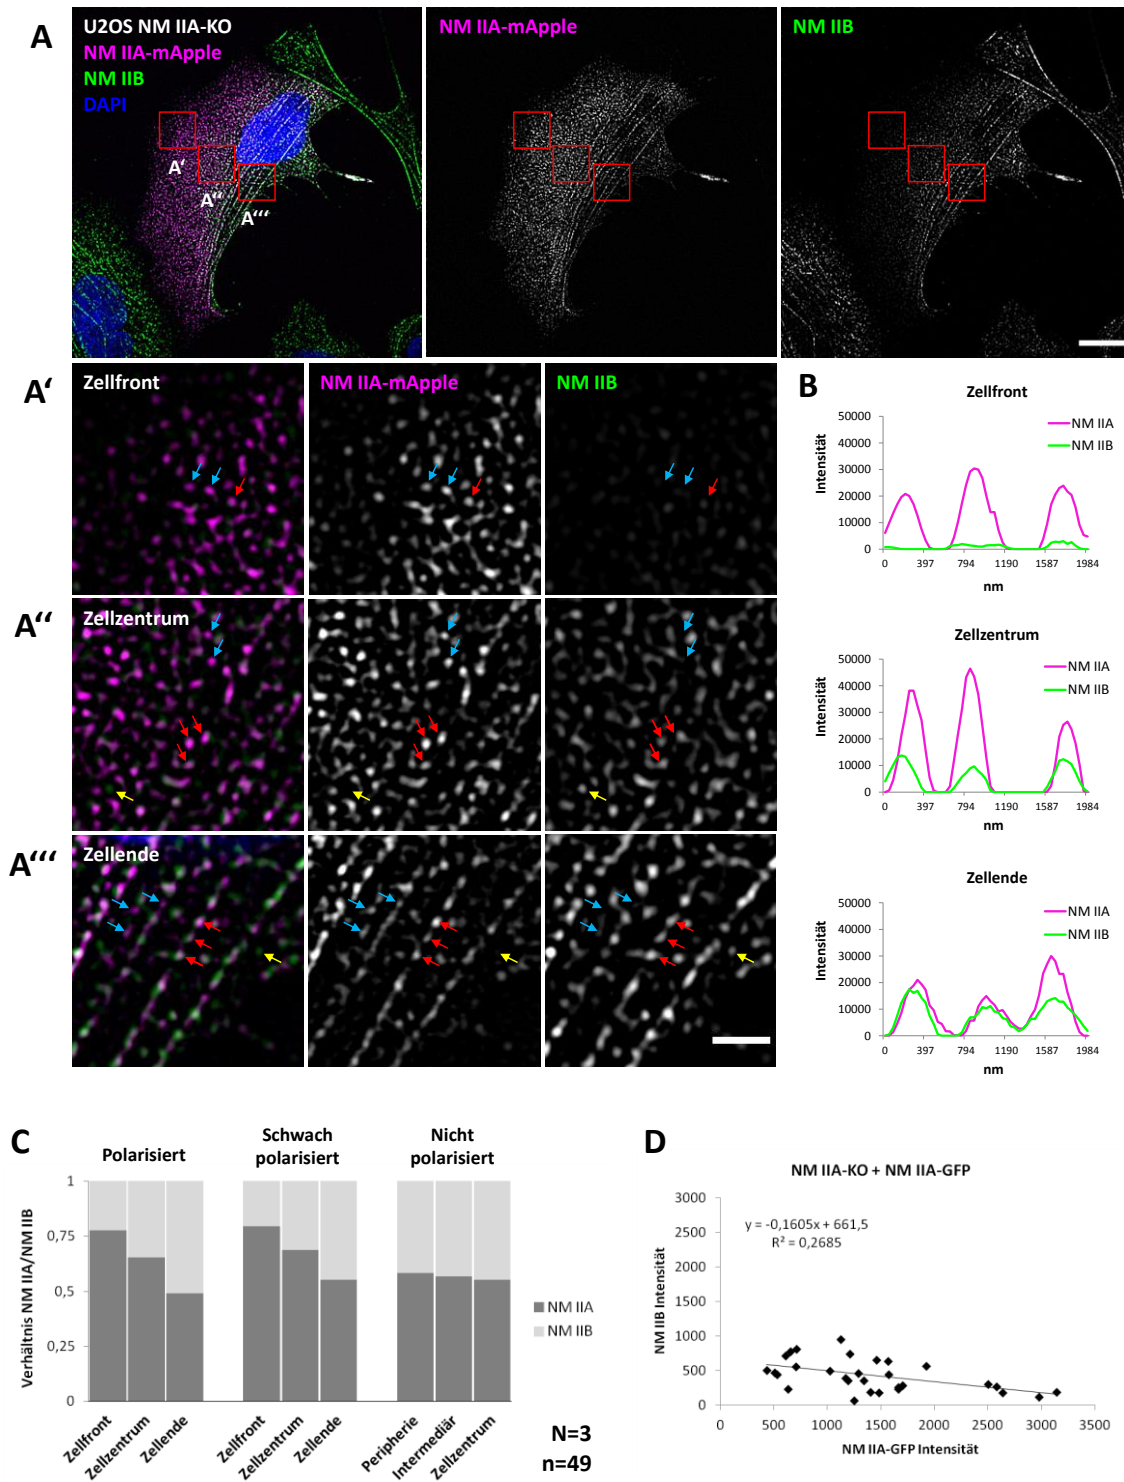 A
U2OS NM IIA-KO
NM IIA-mApple
NM IIB
DAPI
A‘
A‘‘
A‘‘‘
NM IIA-mApple
NM IIB
A‘
Zellfront
NM IIA-mApple
NM IIB
A‘‘
Zellzentrum
A‘‘‘
Zellende
B
Zellfront
Intensität
50000
40000
30000
20000
10000
0
0 397 794 1190 1587 1984
nm
NM IIA
NM IIB
Zellzentrum
Intensität
50000
40000
30000
20000
10000
0
0 397 794 1190 1587 1984
nm
NM IIA
NM IIB
Zellende
Intensität
50000
40000
30000
20000
10000
0
0 397 794 1190 1587 1984
nm
NM IIA
NM IIB
C
Polarisiert
Schwach
polarisiert
Nicht
polarisiert
Verhältnis NM IIA/NM IIB
1
0,75
0,5
0,25
0
Zellfront
Zellzentrum
Zellende
Zellfront
Zellzentrum
Zellende
Peripherie
Intermediär
Zellzentrum
NM IIA
NM IIB
N=3
n=49
D
NM IIA-KO + NM IIA-GFP
y = -0,1605x + 661,5
R² = 0,2685
NM IIB Intensität
3000
2500
2000
1500
1000
500
0
0 500 1000 1500 2000 2500 3000 3500
NM IIA-GFP Intensität